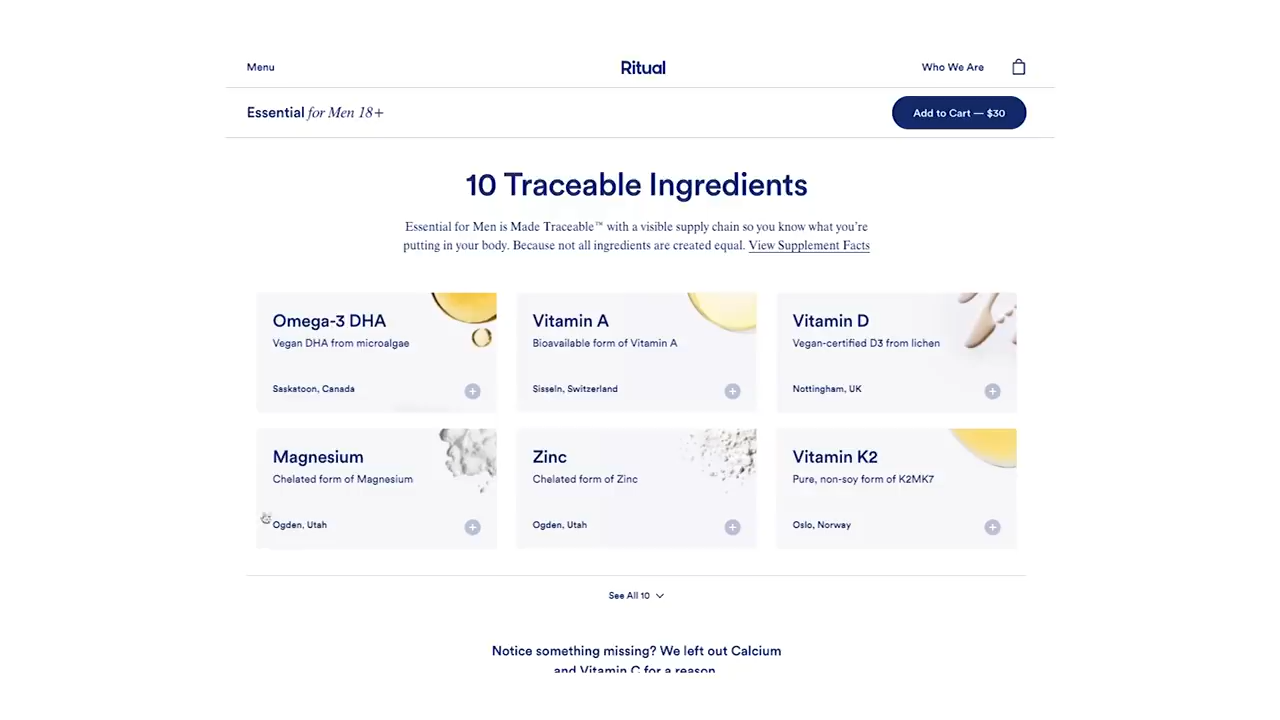 Menu
Ritual
Who We Are
Essential for Men 18+
Add to Cart — $30
10 Traceable Ingredients
Essential for Men is Made Traceable™ with a visible supply chain so you know what you're
putting in your body. Because not all ingredients are created equal. View Supplement Facts
Omega-3 DHA
Vegan DHA from microalgae
Saskatoon, Canada
Vitamin A
Bioavailable form of Vitamin A
Sisseln, Switzerland
Vitamin D
Vegan-certified D3 from lichen
Nottingham, UK
Magnesium
Chelated form of Magnesium
Ogden, Utah
Zinc
Chelated form of Zinc
Ogden, Utah
Vitamin K2
Pure, non-soy form of K2MK7
Oslo, Norway
See All 10
Notice something missing? We left out Calcium
and Vitamin C for a reason